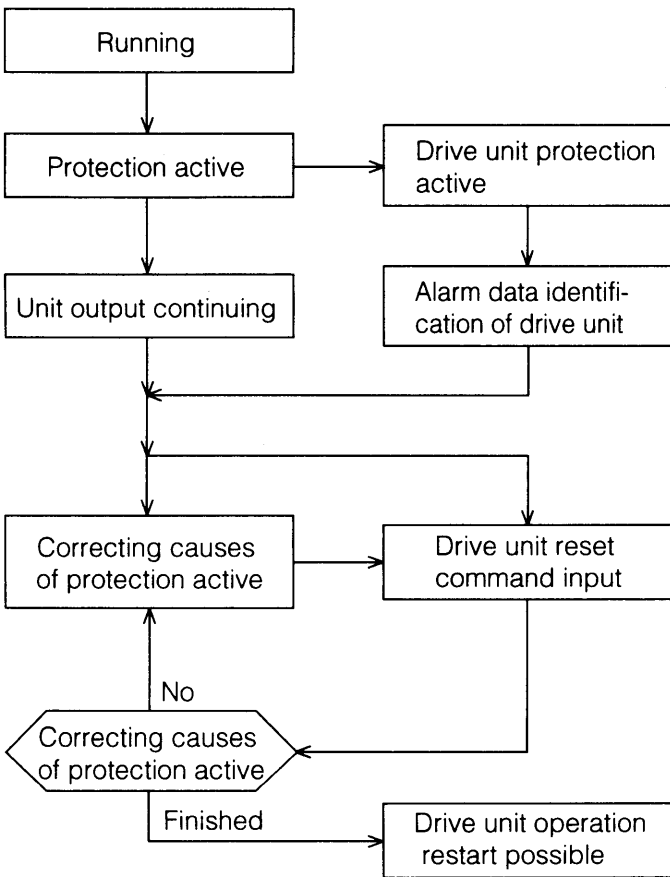 Running
Protection active
Drive unit protection
active
Unit output continuing
Alarm data identifi-
cation of drive unit
Correcting causes
of protection active
Drive unit reset
command input
No
Correcting causes
of protection active
Finished
Drive unit operation
restart possible